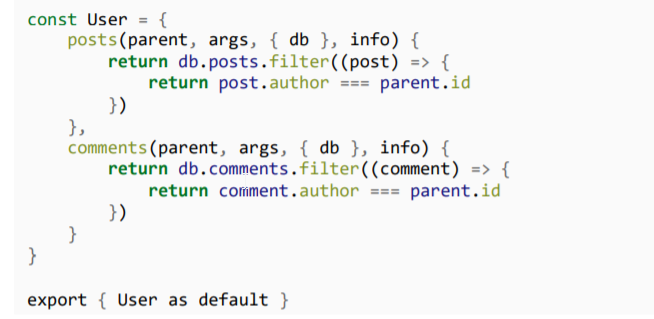 const User = {
    posts(parent, args, { db }, info) {
        return db.posts.filter((post) => {
            return post.author === parent.id
        })
    },
    comments(parent, args, { db }, info) {
        return db.comments.filter((comment) => {
            return comment.author === parent.id
        })
    }
}

export { User as default }